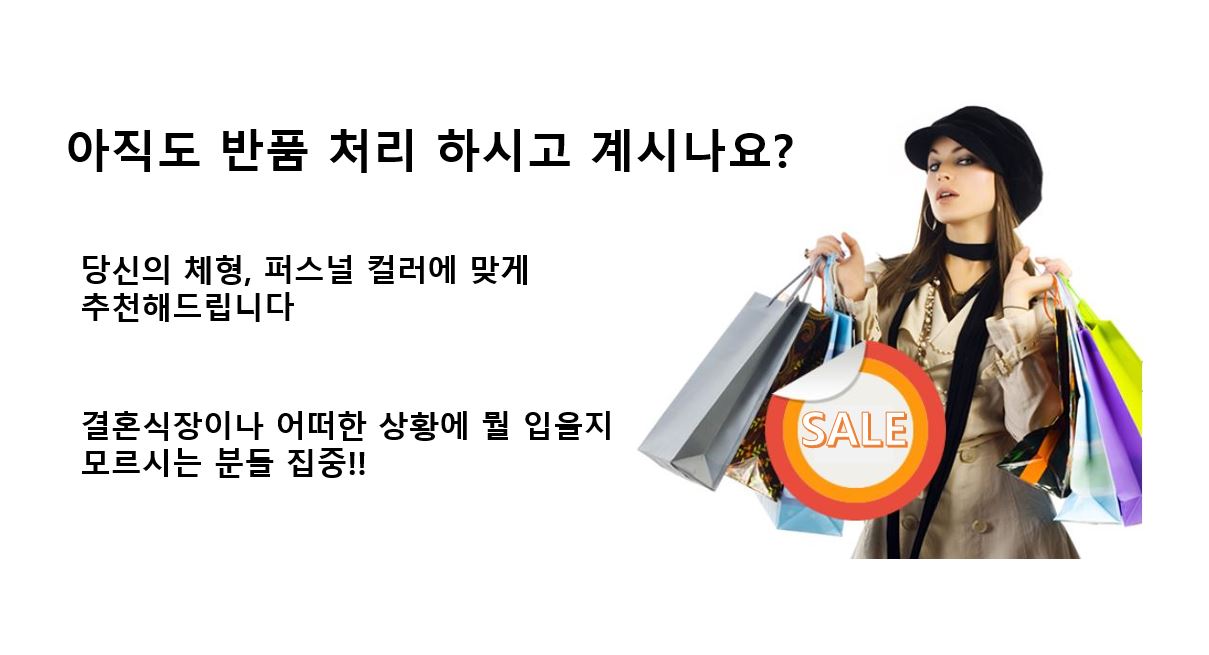 아직도 반품 처리 하시고 계시나요?
당신의 체형, 퍼스널 컬러에 맞게
추천해드립니다
결혼식장이나 어떠한 상황에 뭘 입을지
모르시는 분들 집중!!
SALE